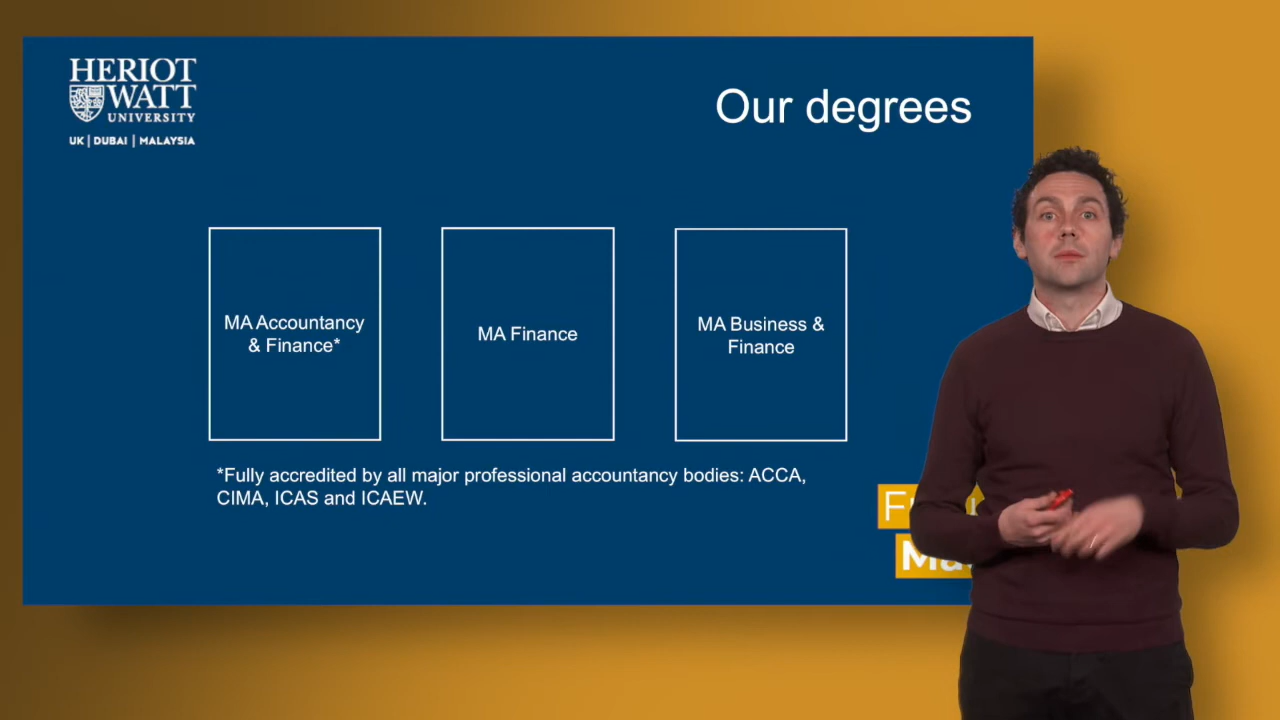 HERIOT
WATT
UNIVERSITY
UK | DUBAI | MALAYSIA
Our degrees
MA Accountancy
& Finance*
MA Finance
MA Business &
Finance
*Fully accredited by all major professional accountancy bodies: ACCA,
CIMA, ICAS and ICAEW.